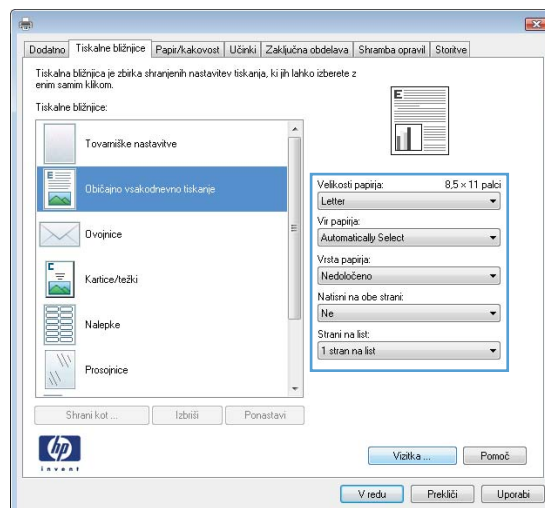 Dodatno
Tiskalne bližnjice
Papir/kakovost
Učinki
Zaključna obdelava
Shramba opravil
Storitve
Tiskalna bližnjica je zbirka shranjenih nastavitev tiskanja, ki jih lahko izberete z
enim samim klikom.
Tiskalne bližnjice:
Tovarniške nastavitve
Običajno vsakodnevno tiskanje
Ovojnice
Kartice/težki
Nalepke
Prosojnice
Velikosti papirja: 8,5 × 11 palci
Letter
Vir papirja:
Automatically Select
Vrsta papirja:
Nedoločeno
Natisni na obe strani:
Ne
Strani na list:
1 stran na list
Shrani kot ...
Izbriši
Ponastavi
hp
invent
Vizitka ...
Pomoč
V redu
Prekliči
Uporabi
E
E
C